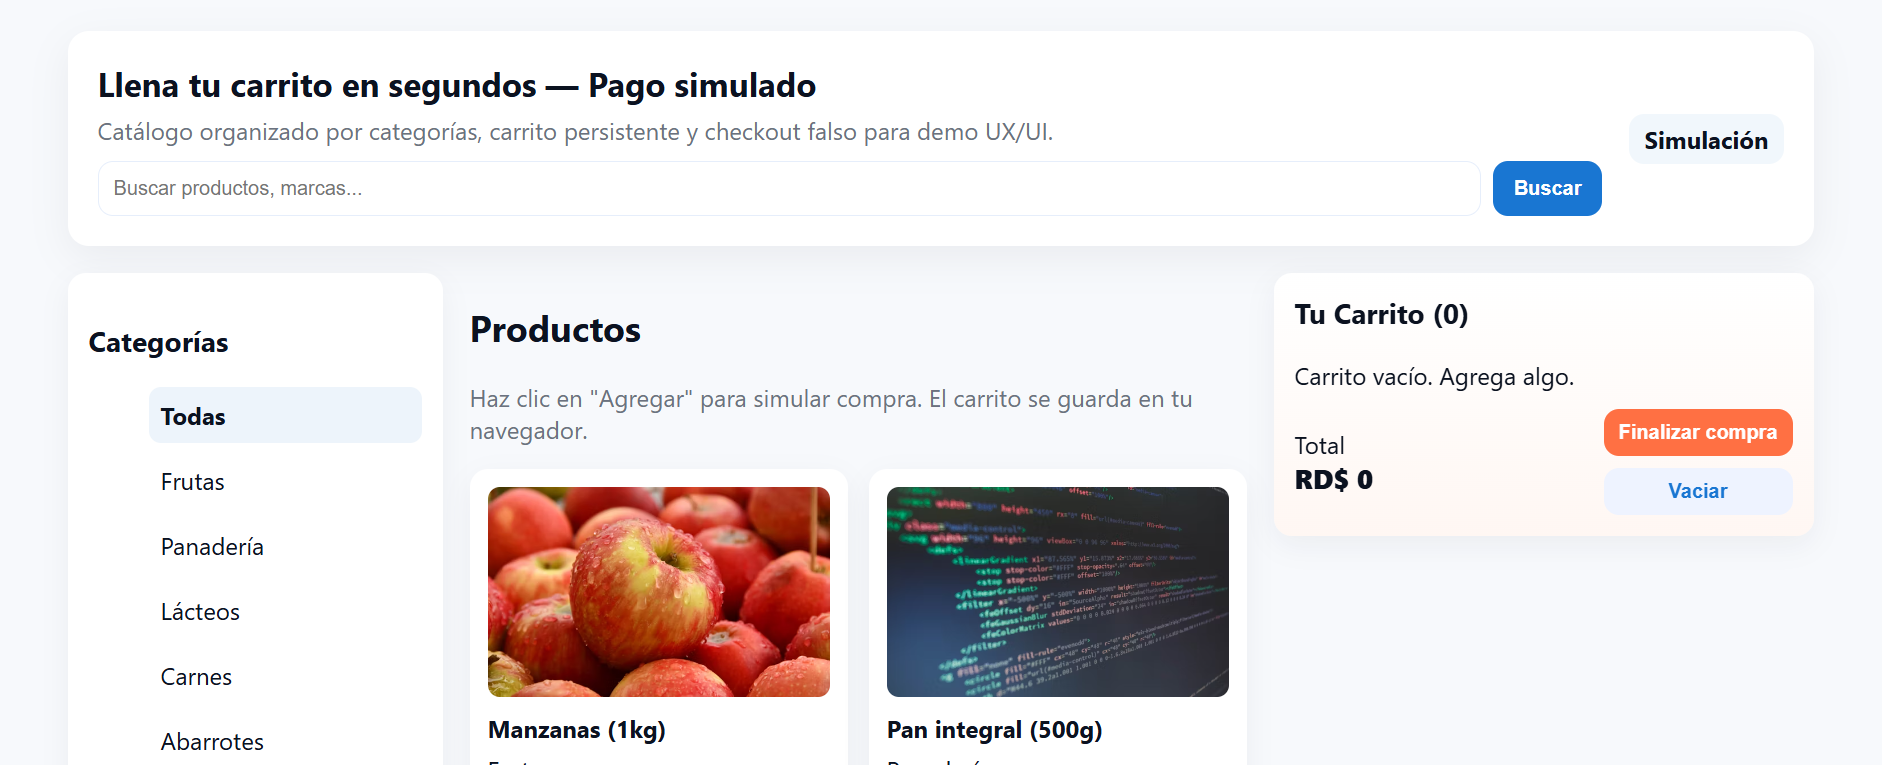 Llena tu carrito en segundos — Pago simulado
Catálogo organizado por categorías, carrito persistente y checkout falso para demo UX/UI.
Simulación
Buscar productos, marcas...
Buscar
Categorías
Todas
Frutas
Panadería
Lácteos
Carnes
Abarrotes
Productos
Haz clic en "Agregar" para simular compra. El carrito se guarda en tu
navegador.
Manzanas (1kg)
Pan integral (500g)
Tu Carrito (0)
Carrito vacío. Agrega algo.
Total
RD$ 0
Finalizar compra
Vaciar